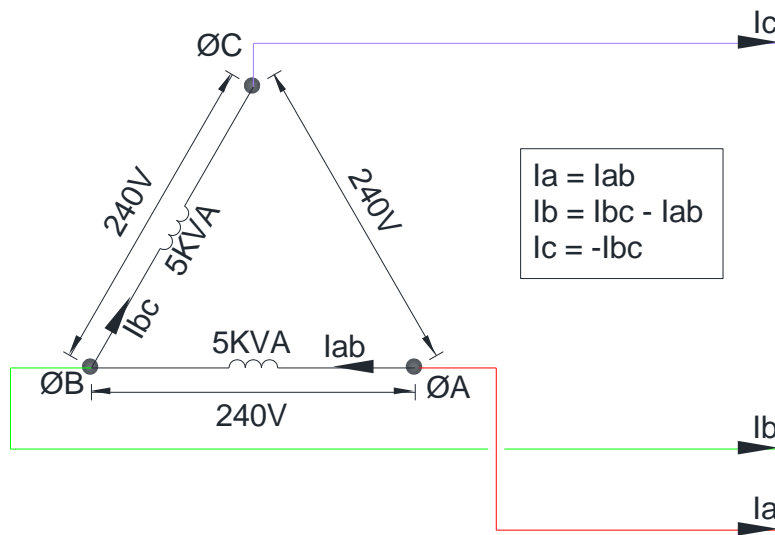 Ic
ØC
240V
240V
5KVA
Ibc
Ia = Iab
Ib = Ibc - Iab
Ic = -Ibc
5KVA
Iab
ØB
ØA
240V
Ib
Ia